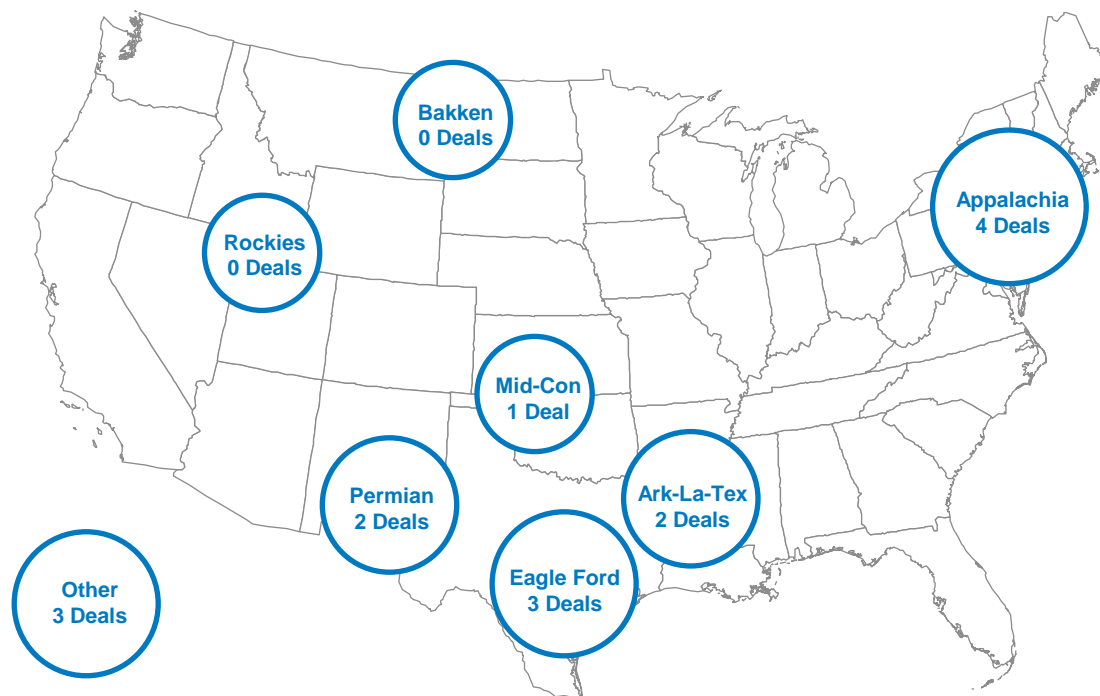 Bakken
0 Deals
Appalachia
4 Deals
Rockies
0 Deals
Mid-Con
1 Deal
Permian
2 Deals
Ark-La-Tex
2 Deals
Eagle Ford
3 Deals
Other
3 Deals